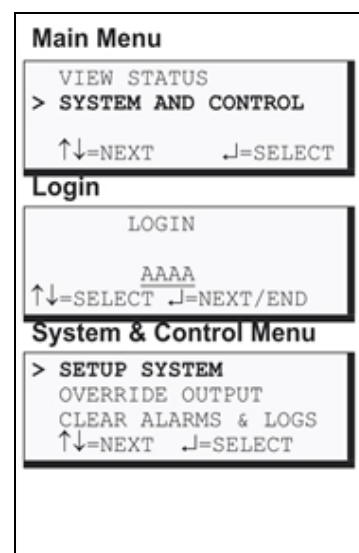 Main Menu
VIEW STATUS
> SYSTEM AND CONTROL
↑↓=NEXT ↵=SELECT
Login
LOGIN
AAAA
↑↓=SELECT ↵=NEXT/END
System & Control Menu
> SETUP SYSTEM
OVERRIDE OUTPUT
CLEAR ALARMS & LOGS
↑↓=NEXT ↵=SELECT